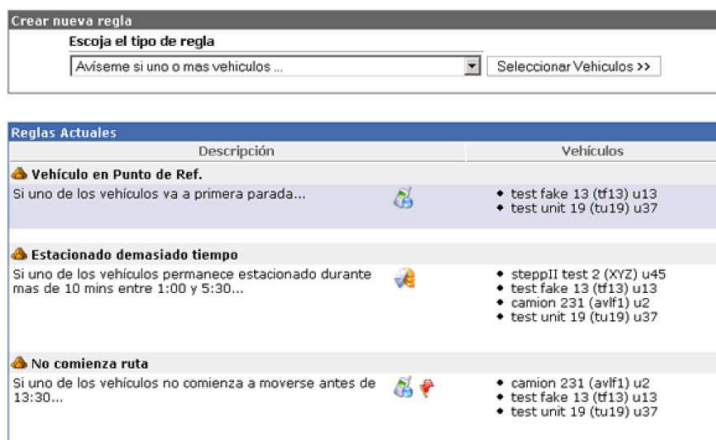 Crear nueva regla
Escoja el tipo de regla
Avíseme si uno o mas vehiculos ...
Seleccionar Vehiculos >>
Reglas Actuales
Descripción
Vehículos
Vehículo en Punto de Ref.
Si uno de los vehículos va a primera parada...
test fake 13 (tf13) u13
test unit 19 (tu19) u37
Estacionado demasiado tiempo
Si uno de los vehículos permanece estacionado durante
mas de 10 mins entre 1:00 y 5:30...
steppII test 2 (XYZ) u45
test fake 13 (tf13) u13
camion 231 (avlf1) u2
test unit 19 (tu19) u37
No comienza ruta
Si uno de los vehículos no comienza a moverse antes de
13:30...
camion 231 (avlf1) u2
test fake 13 (tf13) u13
test unit 19 (tu19) u37